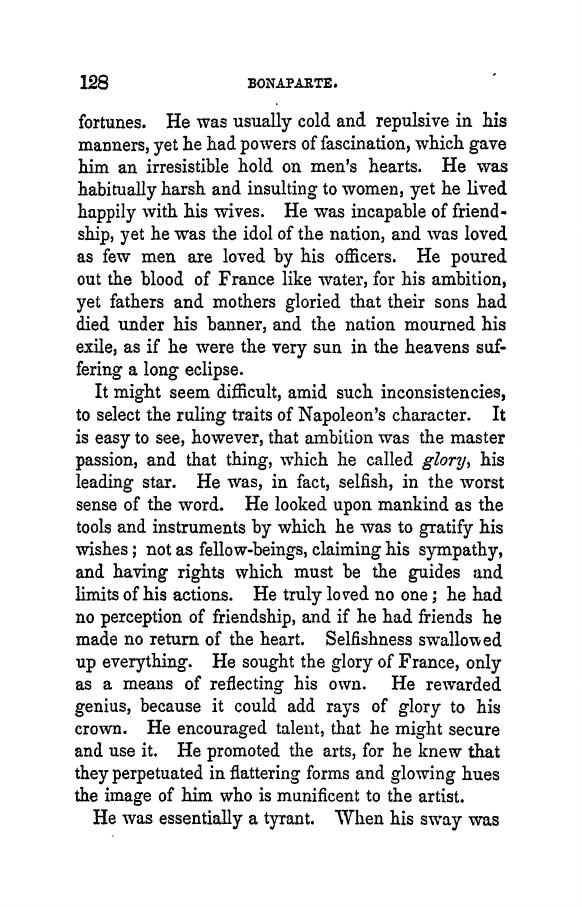 128 BONAPARTE.
fortunes. He was usually cold and repulsive in his
manners, yet he had powers of fascination, which gave
him an irresistible hold on men's hearts. He was
habitually harsh and insulting to women, yet he lived
happily with his wives. He was incapable of friend-
ship, yet he was the idol of the nation, and was loved
as few men are loved by his officers. He poured
out the blood of France like water, for his ambition,
yet fathers and mothers gloried that their sons had
died under his banner, and the nation mourned his
exile, as if he were the very sun in the heavens suf-
fering a long eclipse.
It might seem difficult, amid such inconsistencies,
to select the ruling traits of Napoleon's character. It
is easy to see, however, that ambition was the master
passion, and that thing, which he called glory, his
leading star. He was, in fact, selfish, in the worst
sense of the word. He looked upon mankind as the
tools and instruments by which he was to gratify his
wishes; not as fellow-beings, claiming his sympathy,
and having rights which must be the guides and
limits of his actions. He truly loved no one; he had
no perception of friendship, and if he had friends he
made no return of the heart. Selfishness swallowed
up everything. He sought the glory of France, only
as a means of reflecting his own. He rewarded
genius, because it could add rays of glory to his
crown. He encouraged talent, that he might secure
and use it. He promoted the arts, for he knew that
they perpetuated in flattering forms and glowing hues
the image of him who is munificent to the artist.
He was essentially a tyrant. When his sway was